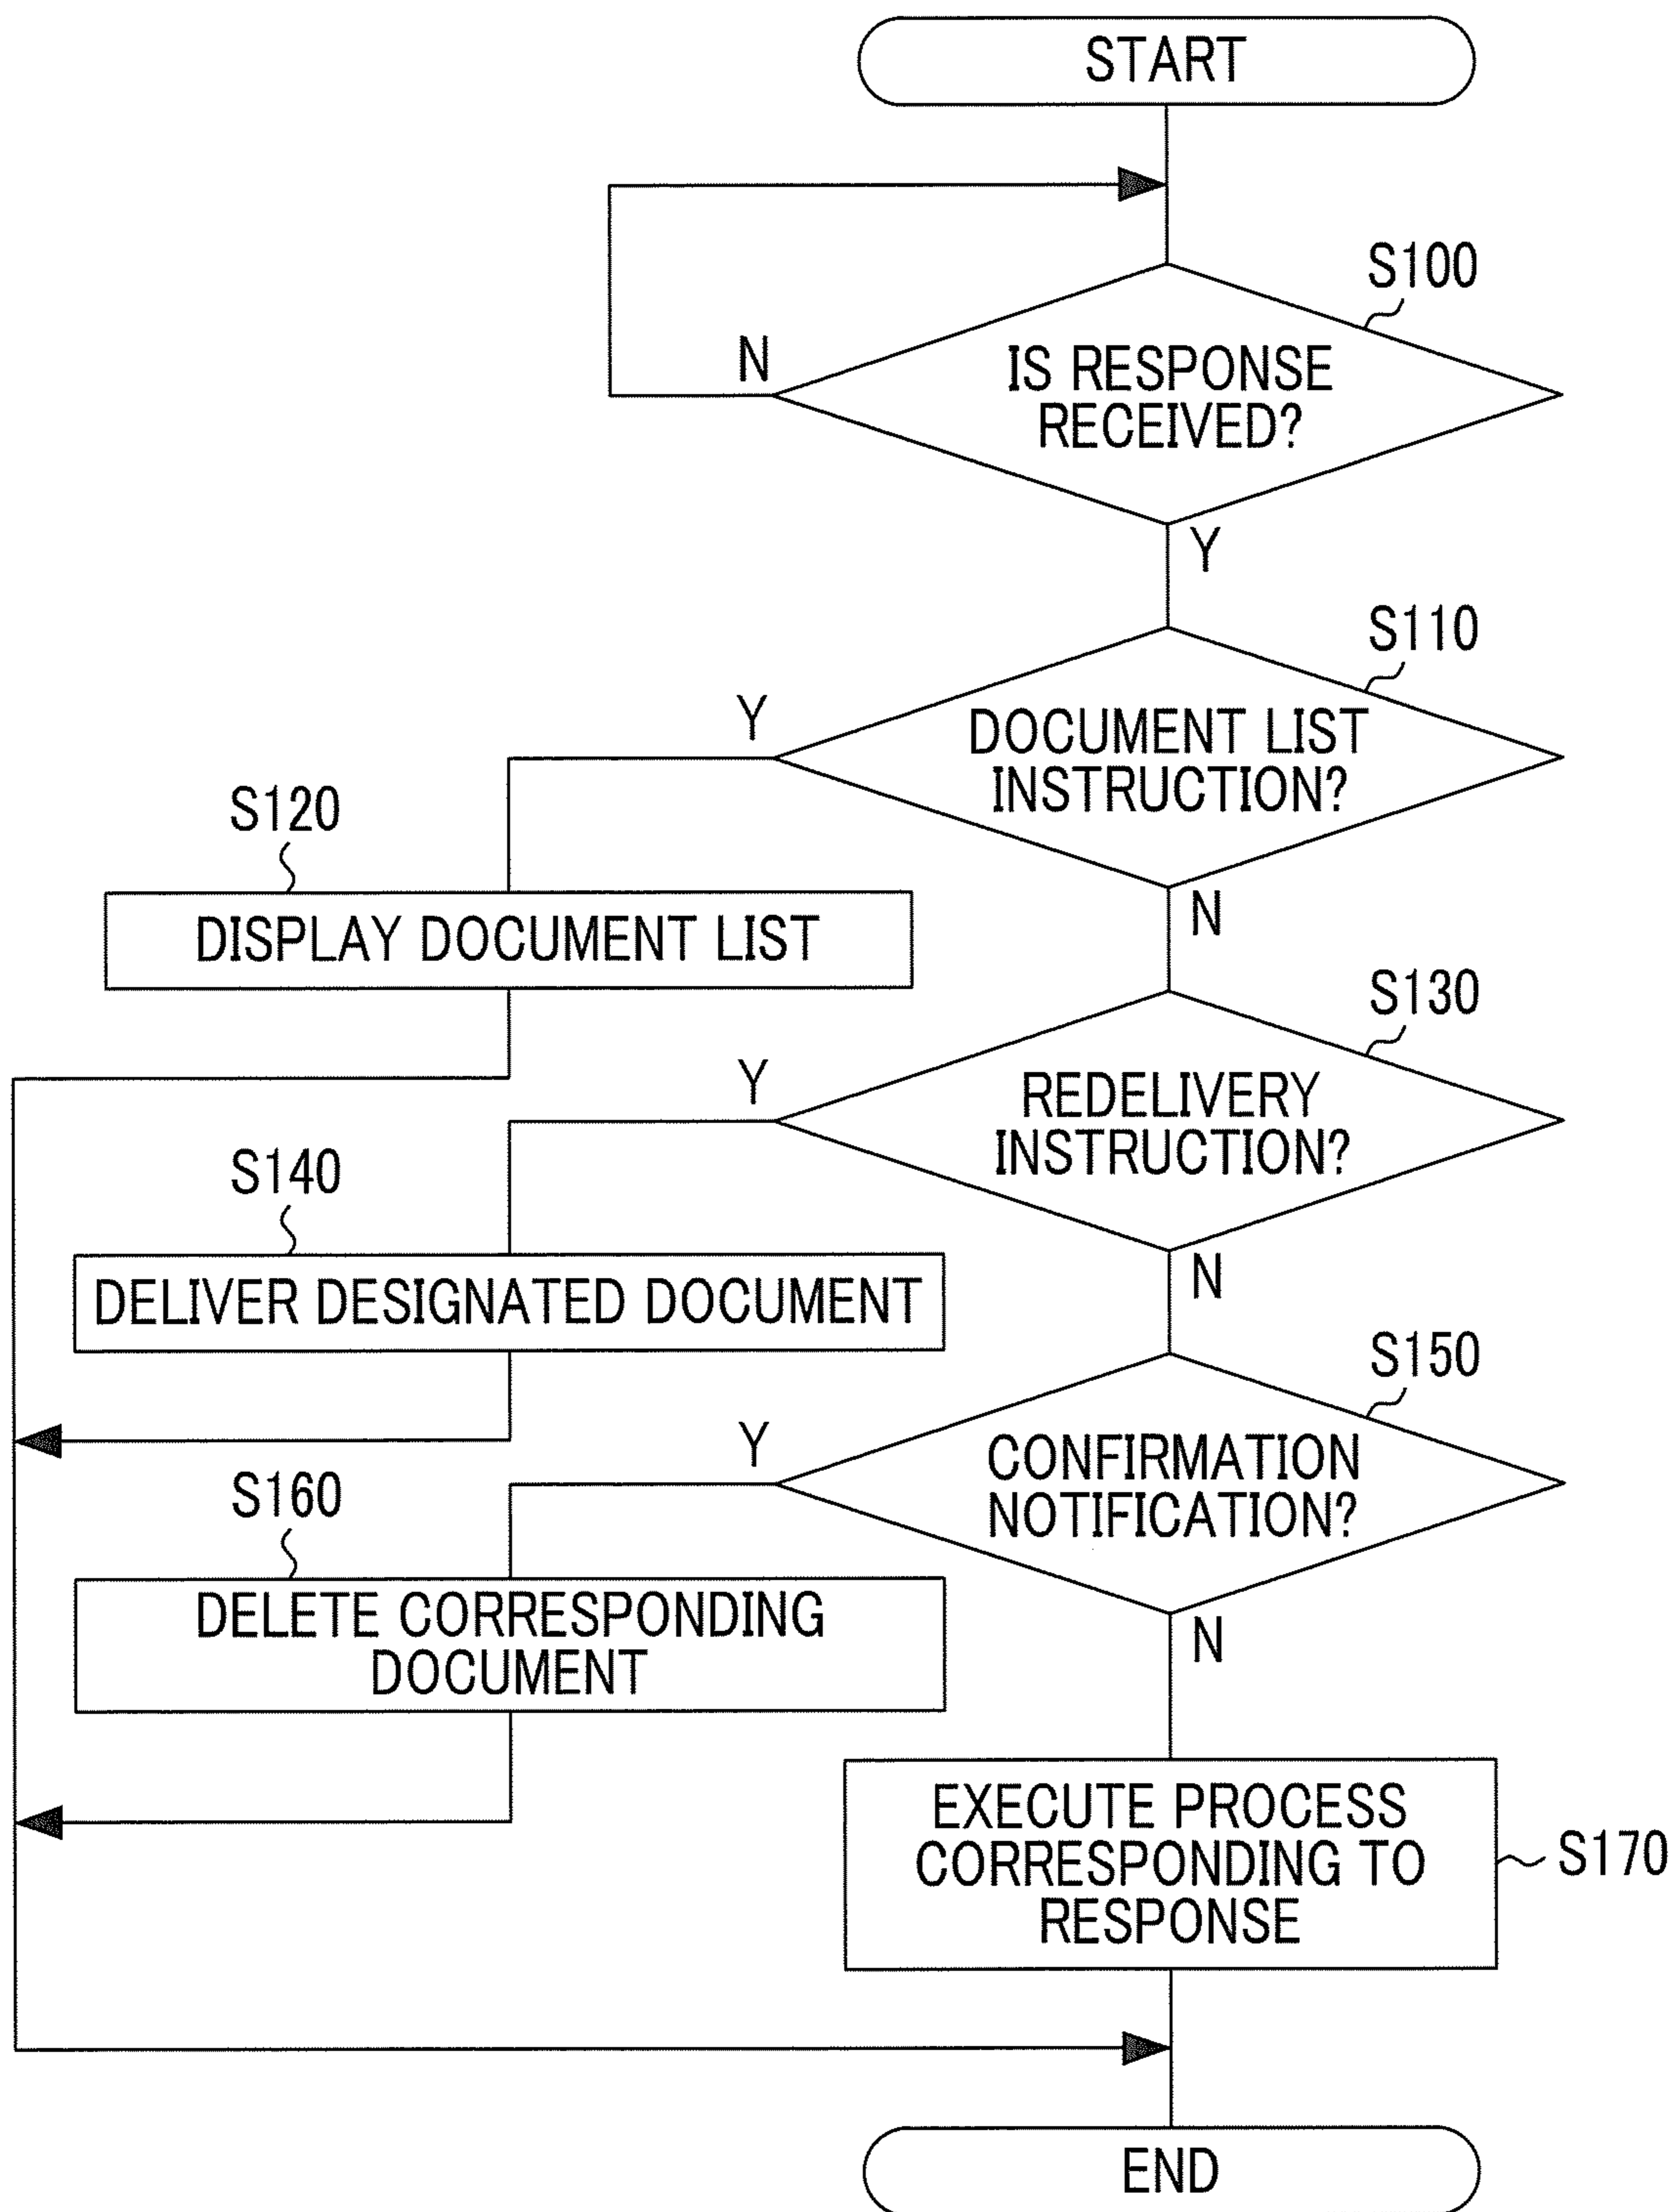 START
S100
N
IS RESPONSE
RECEIVED?
Y
S110
Y
DOCUMENT LIST
INSTRUCTION?
S120
N
DISPLAY DOCUMENT LIST
S130
Y
REDELIVERY
INSTRUCTION?
S140
N
DELIVER DESIGNATED DOCUMENT
S150
Y
CONFIRMATION
NOTIFICATION?
S160
DELETE CORRESPONDING
DOCUMENT
N
EXECUTE PROCESS
CORRESPONDING TO
RESPONSE
S170
END